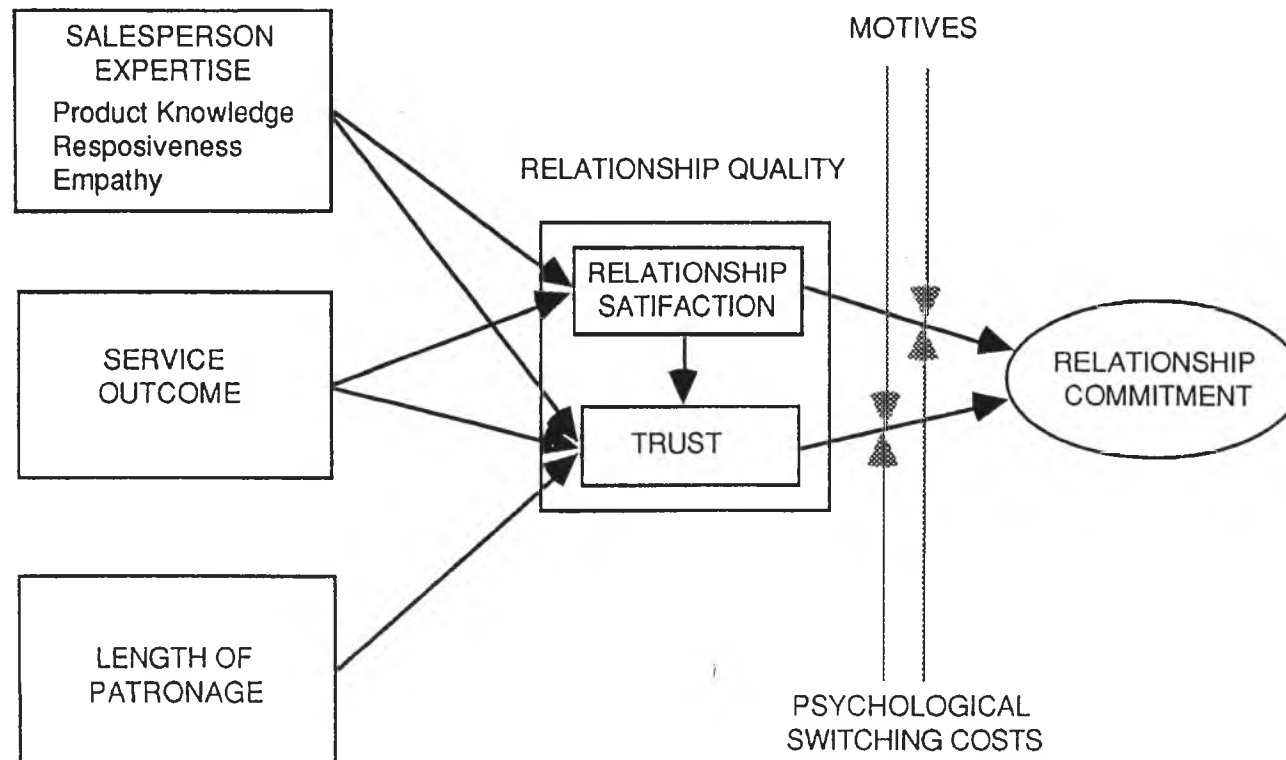 SALESPERSON
EXPERTISE
Product Knowledge
Resposiveness
Empathy
MOTIVES
RELATIONSHIP QUALITY
RELATIONSHIP
SATIFACTION
SERVICE
OUTCOME
TRUST
RELATIONSHIP
COMMITMENT
LENGTH OF
PATRONAGE
PSYCHOLOGICAL
SWITCHING COSTS